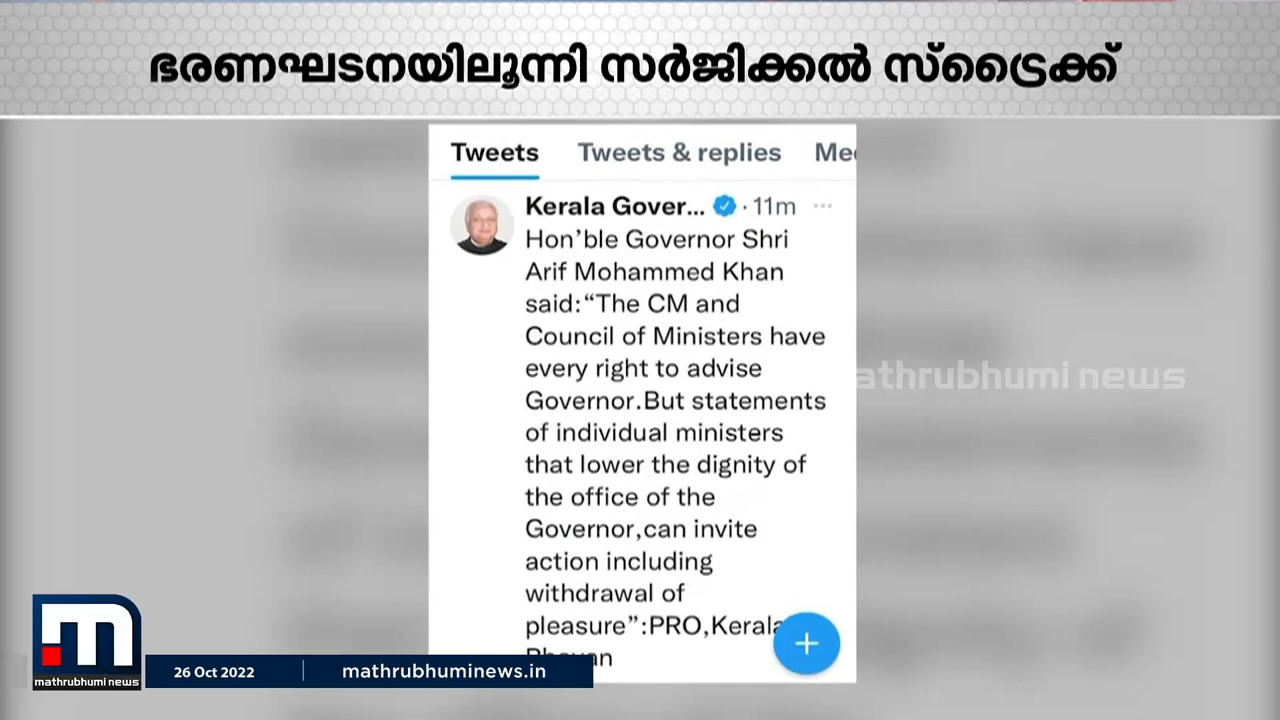 ഭരണഘടനയിലൂന്നി സർജിക്കൽ സ്ട്രൈക്ക്
Tweets Tweets & replies
Kerala Gover... · 11m ...
Hon’ble Governor Shri
Arif Mohammed Khan
said:“The CM and
Council of Ministers have
every right to advise
Governor.But statements
of individual ministers
that lower the dignity of
the office of the
Governor,can invite
action including
withdrawal of
pleasure”:PRO,Kerala
mathrubhumi news
mathrubhumi news
26 Oct 2022 mathrubhuminews.in